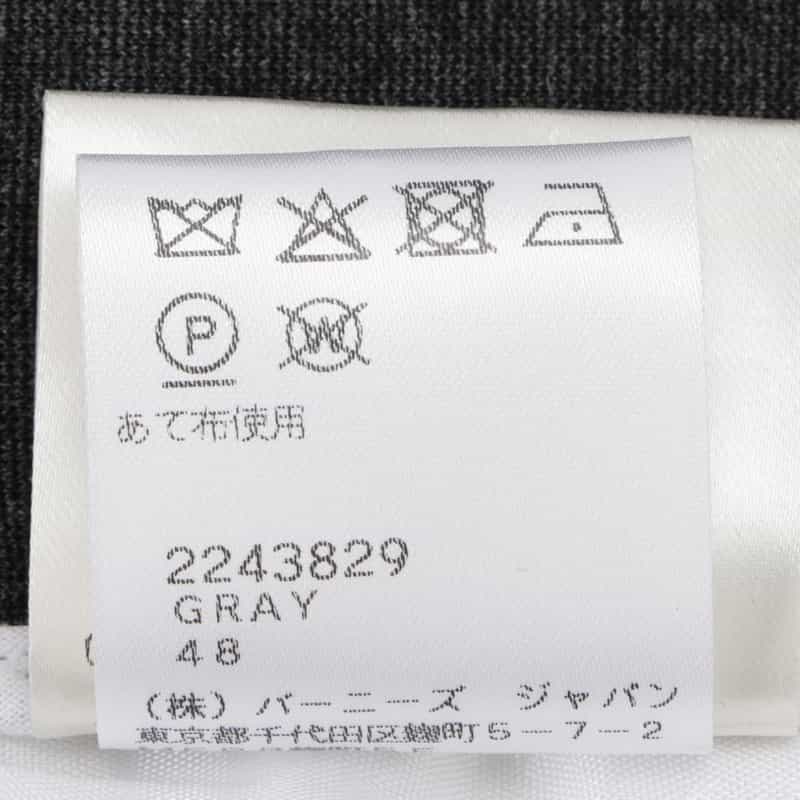 P W
あて布使用
2243829
GRAY
48
(株) バーニーズ ジャパン
東京都千代田区麹町5-7-2